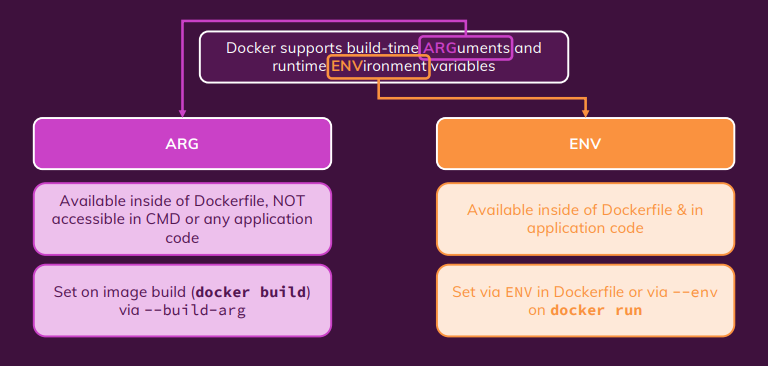 Docker supports build-time ARGuments and
runtime ENVironment variables
ARG
ENV
Available inside of Dockerfile, NOT
accessible in CMD or any application
code
Available inside of Dockerfile & in
application code
Set on image build (docker build)
via --build-arg
Set via ENV in Dockerfile or via --env
on docker run